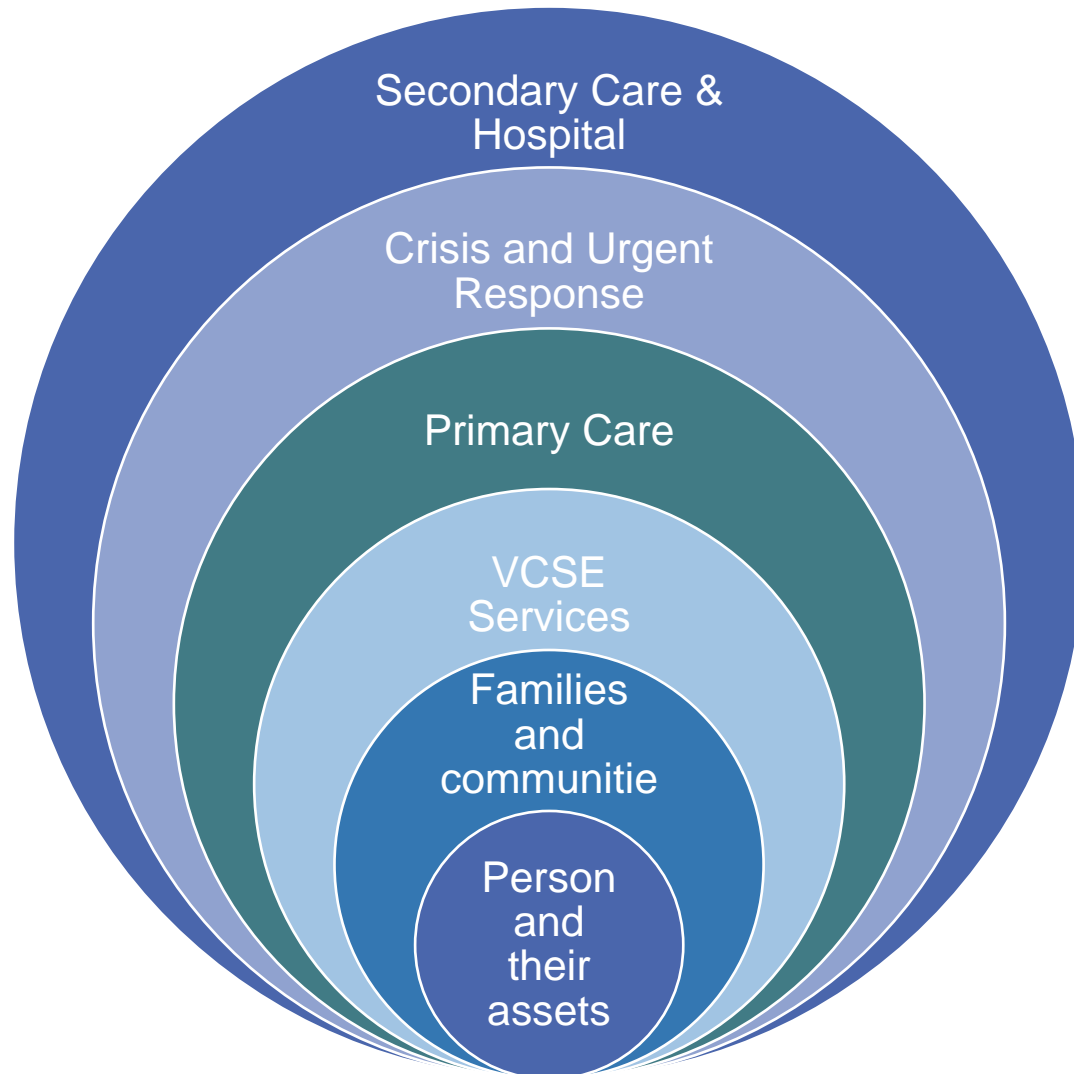 Secondary Care &
Hospital
Crisis and Urgent
Response
Primary Care
VCSE
Services
Families
and
communitie
Person
and
their
assets